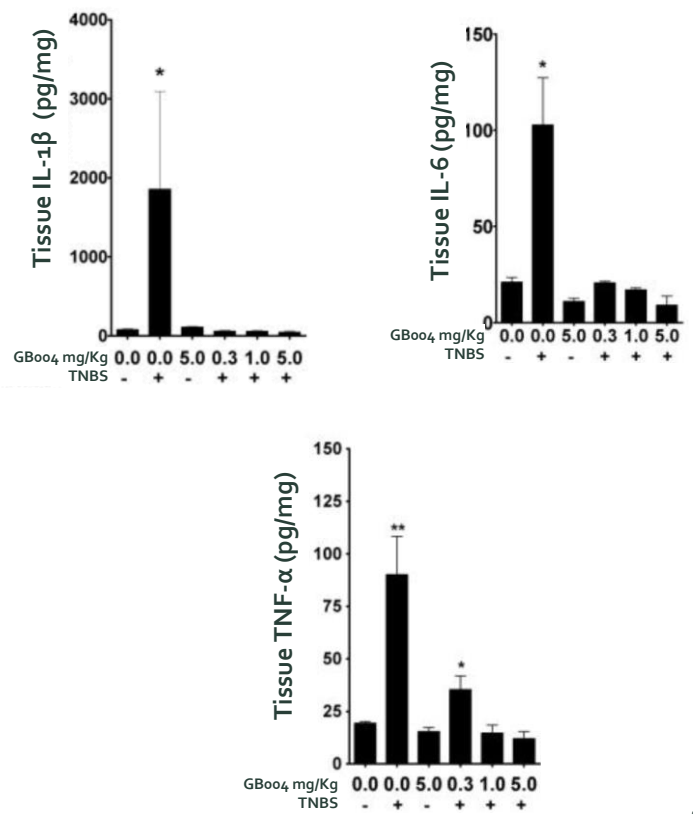 Tissue IL-1β (pg/mg)
4000
3000
2000
1000
0
*
GB004 mg/Kg 0.0 0.0 5.0 0.3 1.0 5.0
TNBS - + - + + +
Tissue IL-6 (pg/mg)
150
100
50
0
*
GB004 mg/Kg 0.0 0.0 5.0 0.3 1.0 5.0
TNBS - + - + + +
Tissue TNF-α (pg/mg)
150
125
100
75
50
25
0
**
*
GB004 mg/Kg 0.0 0.0 5.0 0.3 1.0 5.0
TNBS - + - + + +